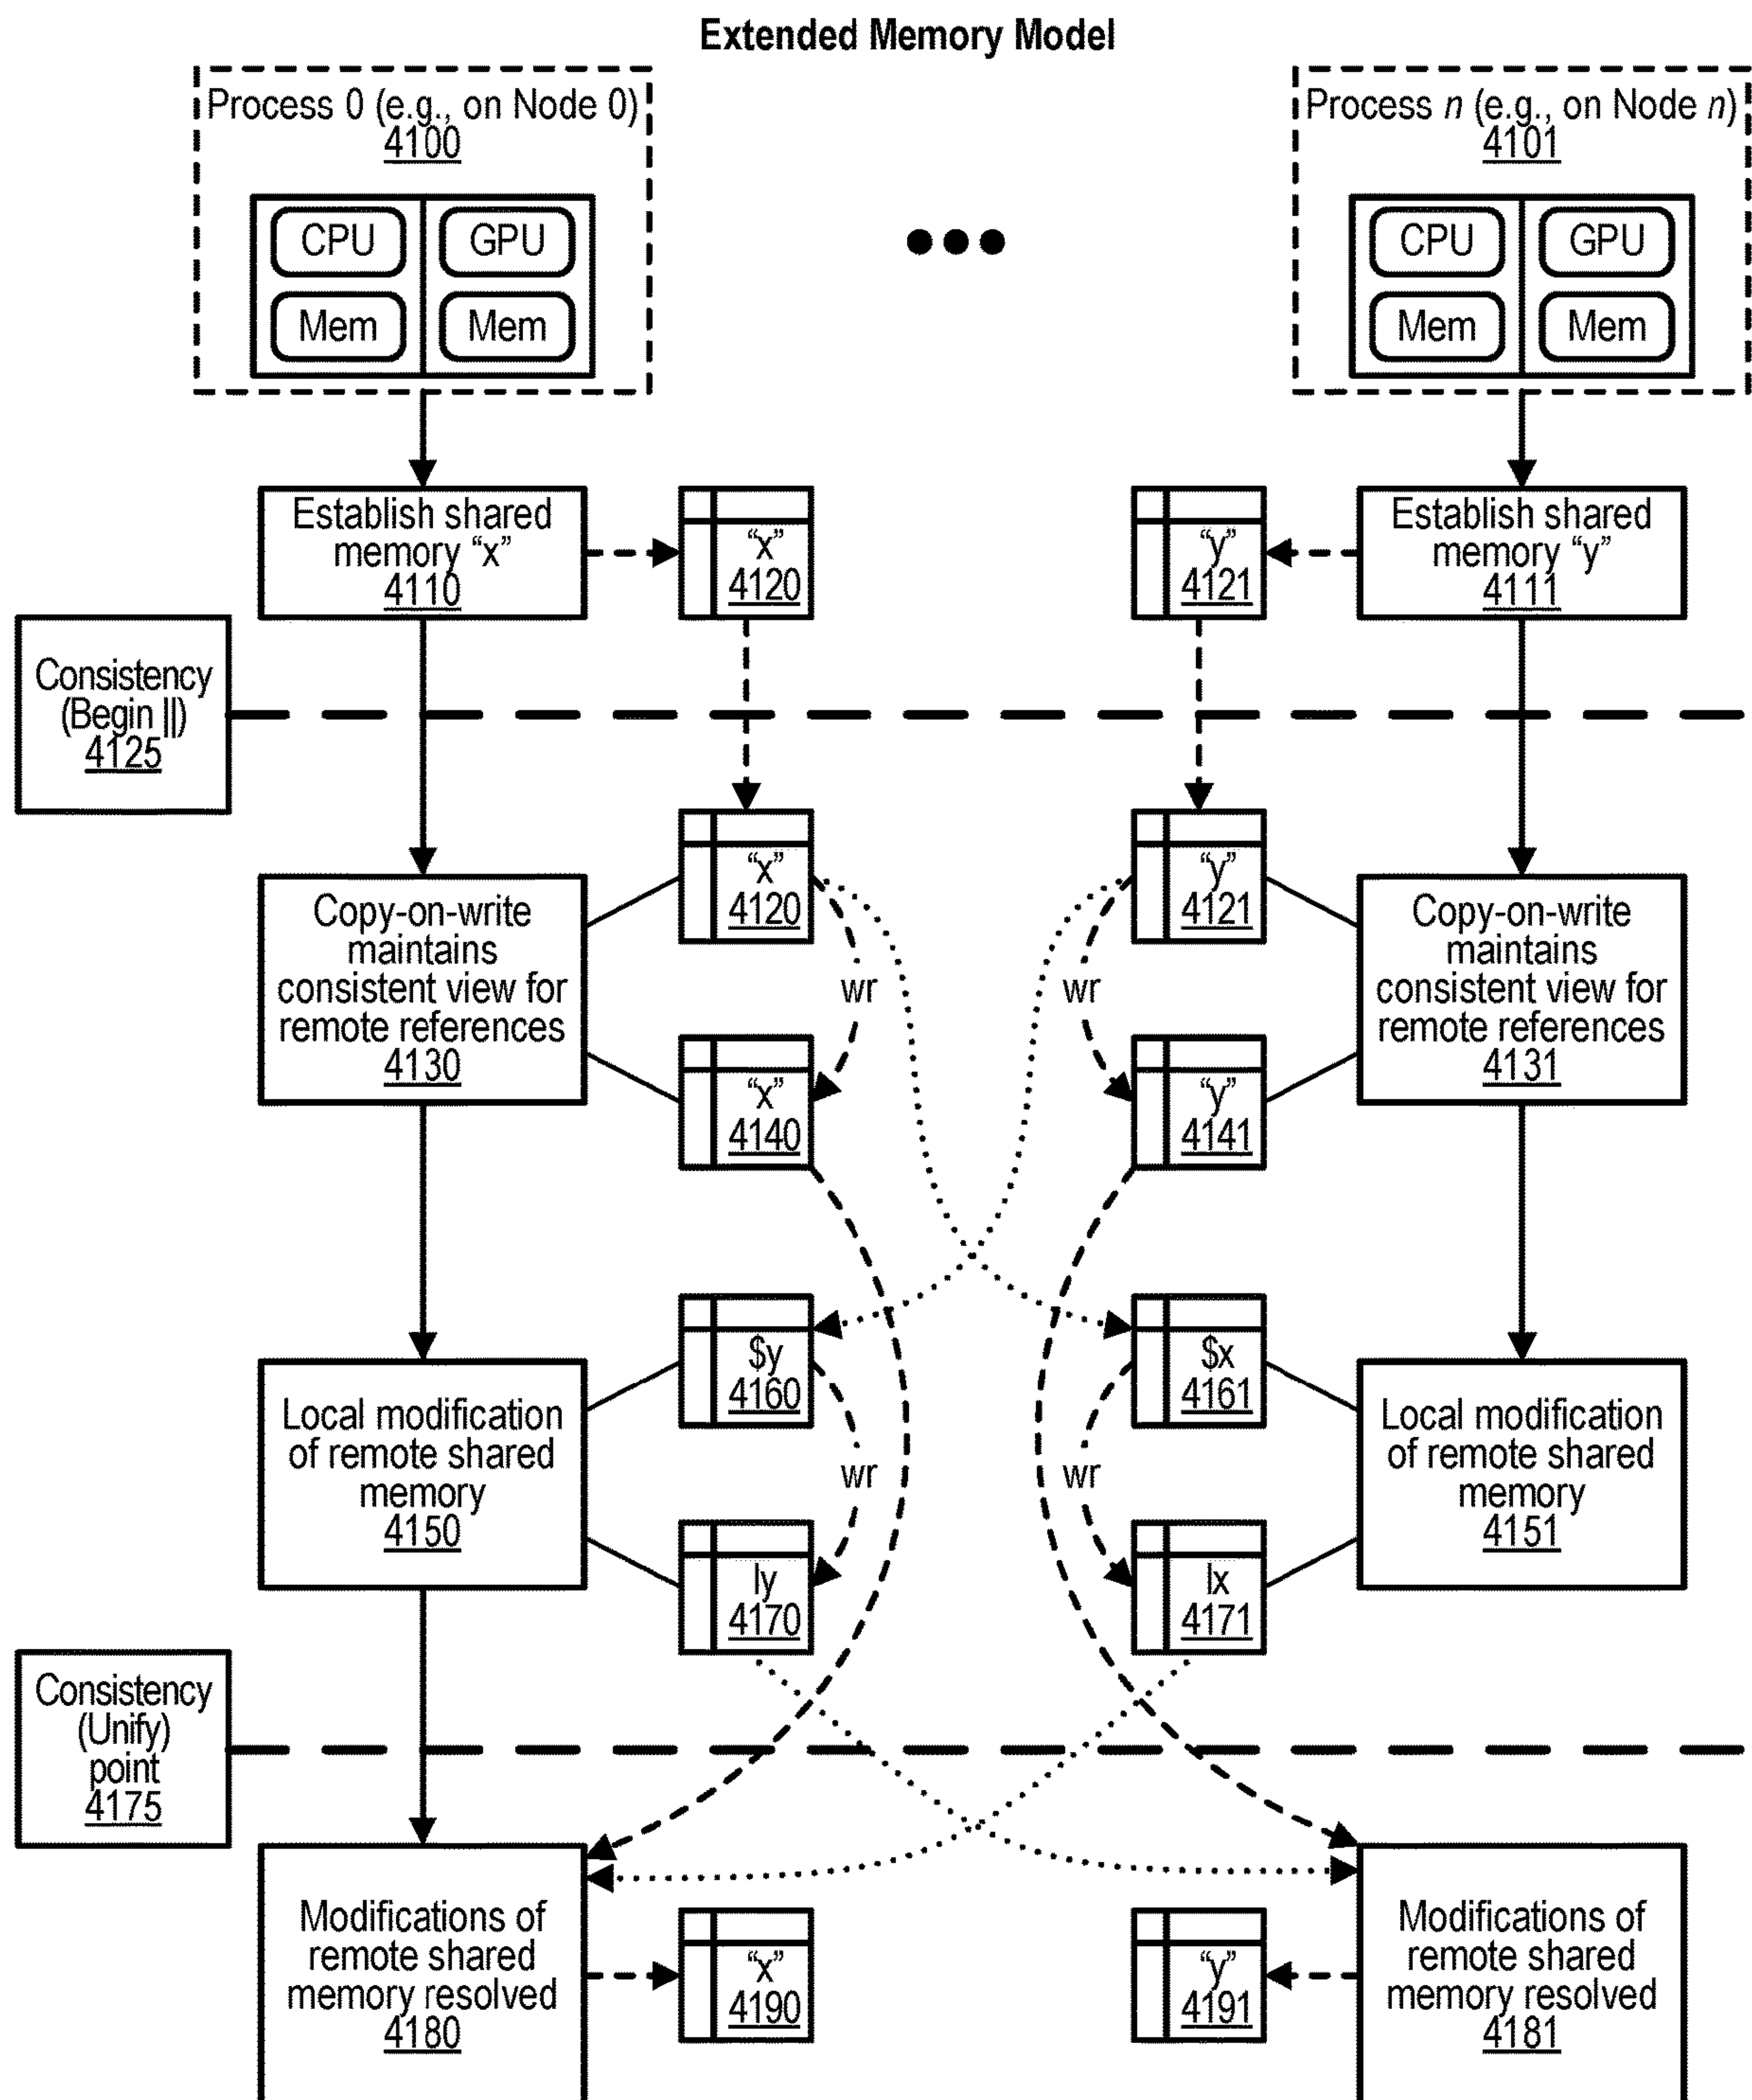 Extended Memory Model
Process 0 (e.g., on Node 0)
4100
CPU
GPU
Mem
Mem
Process n (e.g., on Node n)
4101
CPU
GPU
Mem
Mem
Establish shared
memory “x”
4110
“x”
4120
“y”
4121
Establish shared
memory “y”
4111
Consistency
(Begin ||)
4125
Copy-on-write
maintains
consistent view for
remote references
4130
“x”
4120
wr
“x”
4140
“y”
4121
wr
“y”
4141
Copy-on-write
maintains
consistent view for
remote references
4131
Local modification
of remote shared
memory
4150
$y
4160
wr
ly
4170
$x
4161
wr
lx
4171
Local modification
of remote shared
memory
4151
Consistency
(Unify)
point
4175
Modifications of
remote shared
memory resolved
4180
“x”
4190
“y”
4191
Modifications of
remote shared
memory resolved
4181